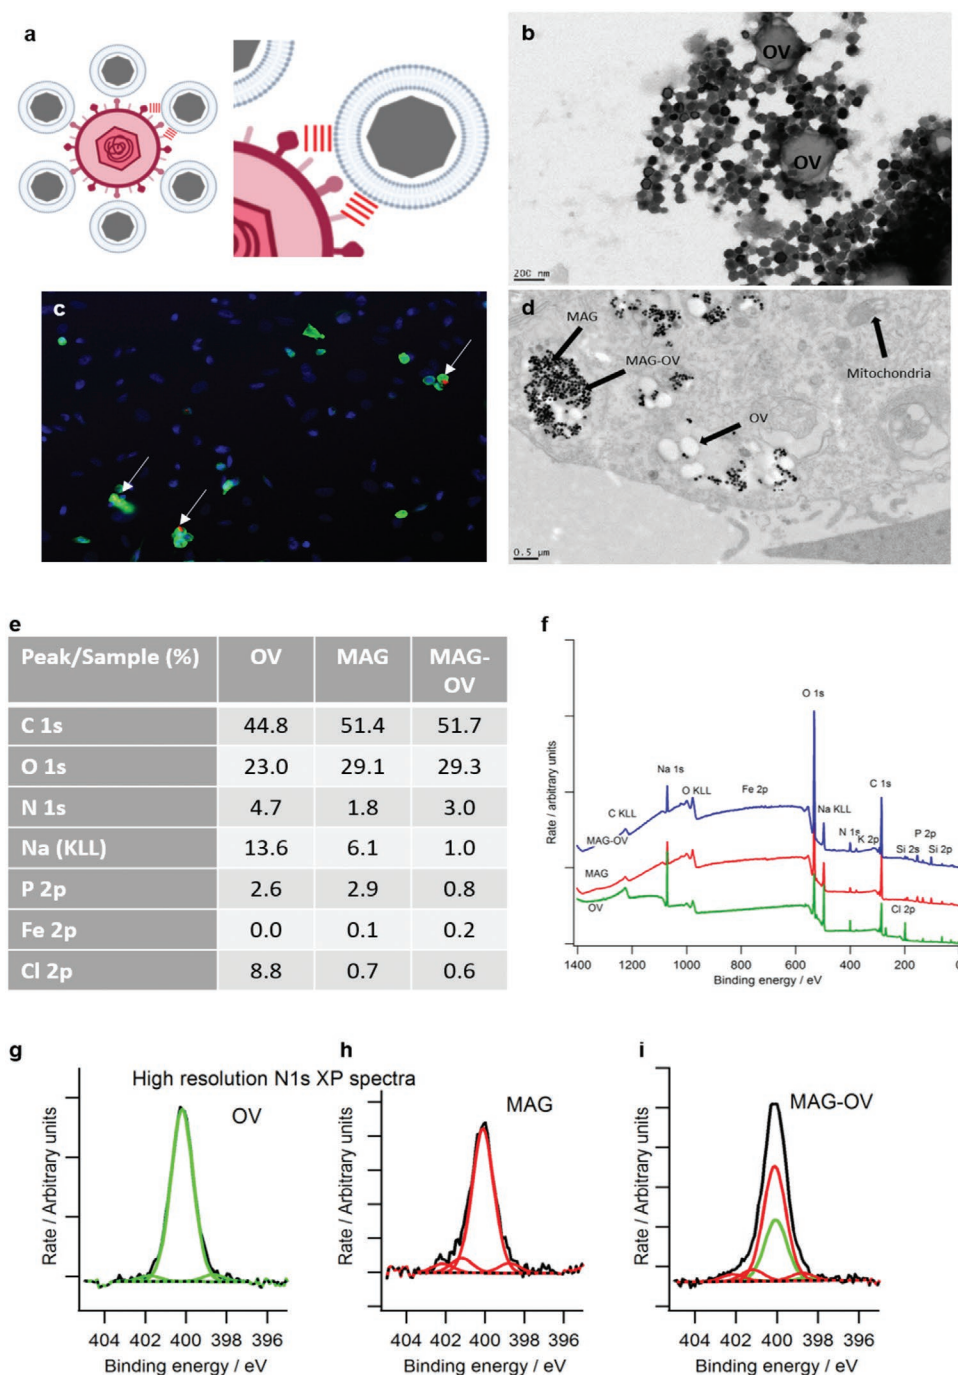 a
b
OV
OV
200 nm
c
d
MAG
MAG-OV
Mitochondria
OV
0.5 µm
e
Peak/Sample (%) OV MAG MAG-
OV
C 1s 44.8 51.4 51.7
O 1s 23.0 29.1 29.3
N 1s 4.7 1.8 3.0
Na (KLL) 13.6 6.1 1.0
P 2p 2.6 2.9 0.8
Fe 2p 0.0 0.1 0.2
Cl 2p 8.8 0.7 0.6
f
O 1s
Na 1s
O KLL
Fe 2p
C 1s
C KLL
Na KLL
N 1s
K 2p
P 2p
Si 2s
Si 2p
MAG-OV
MAG
OV
Cl 2p
Rate / arbitrary units
1400 1200 1000 800 600 400 200 0
Binding energy / eV
g
h
i
High resolution N1s XP spectra
OV
MAG
MAG-OV
Rate / Arbitrary units
Rate / Arbitrary units
Rate / Arbitrary units
404 402 400 398 396
404 402 400 398 396
404 402 400 398 396
Binding energy / eV
Binding energy / eV
Binding energy / eV